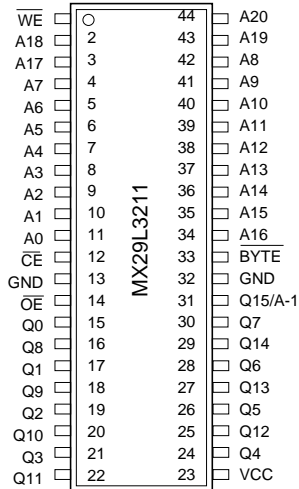 WE 44 A20
A18 2 43 A19
A17 3 42 A8
A7 4 41 A9
A6 5 40 A10
A5 6 39 A11
A4 7 38 A12
A3 8 37 A13
A2 9 36 A14
A1 10 35 A15
A0 11 34 A16
CE 12 33 BYTE
GND 13 32 GND
OE 14 31 Q15/A-1
Q0 15 30 Q7
Q8 16 29 Q14
Q1 17 28 Q6
Q9 18 27 Q13
Q2 19 26 Q5
Q10 20 25 Q12
Q3 21 24 Q4
Q11 22 23 VCC
MX29L3211